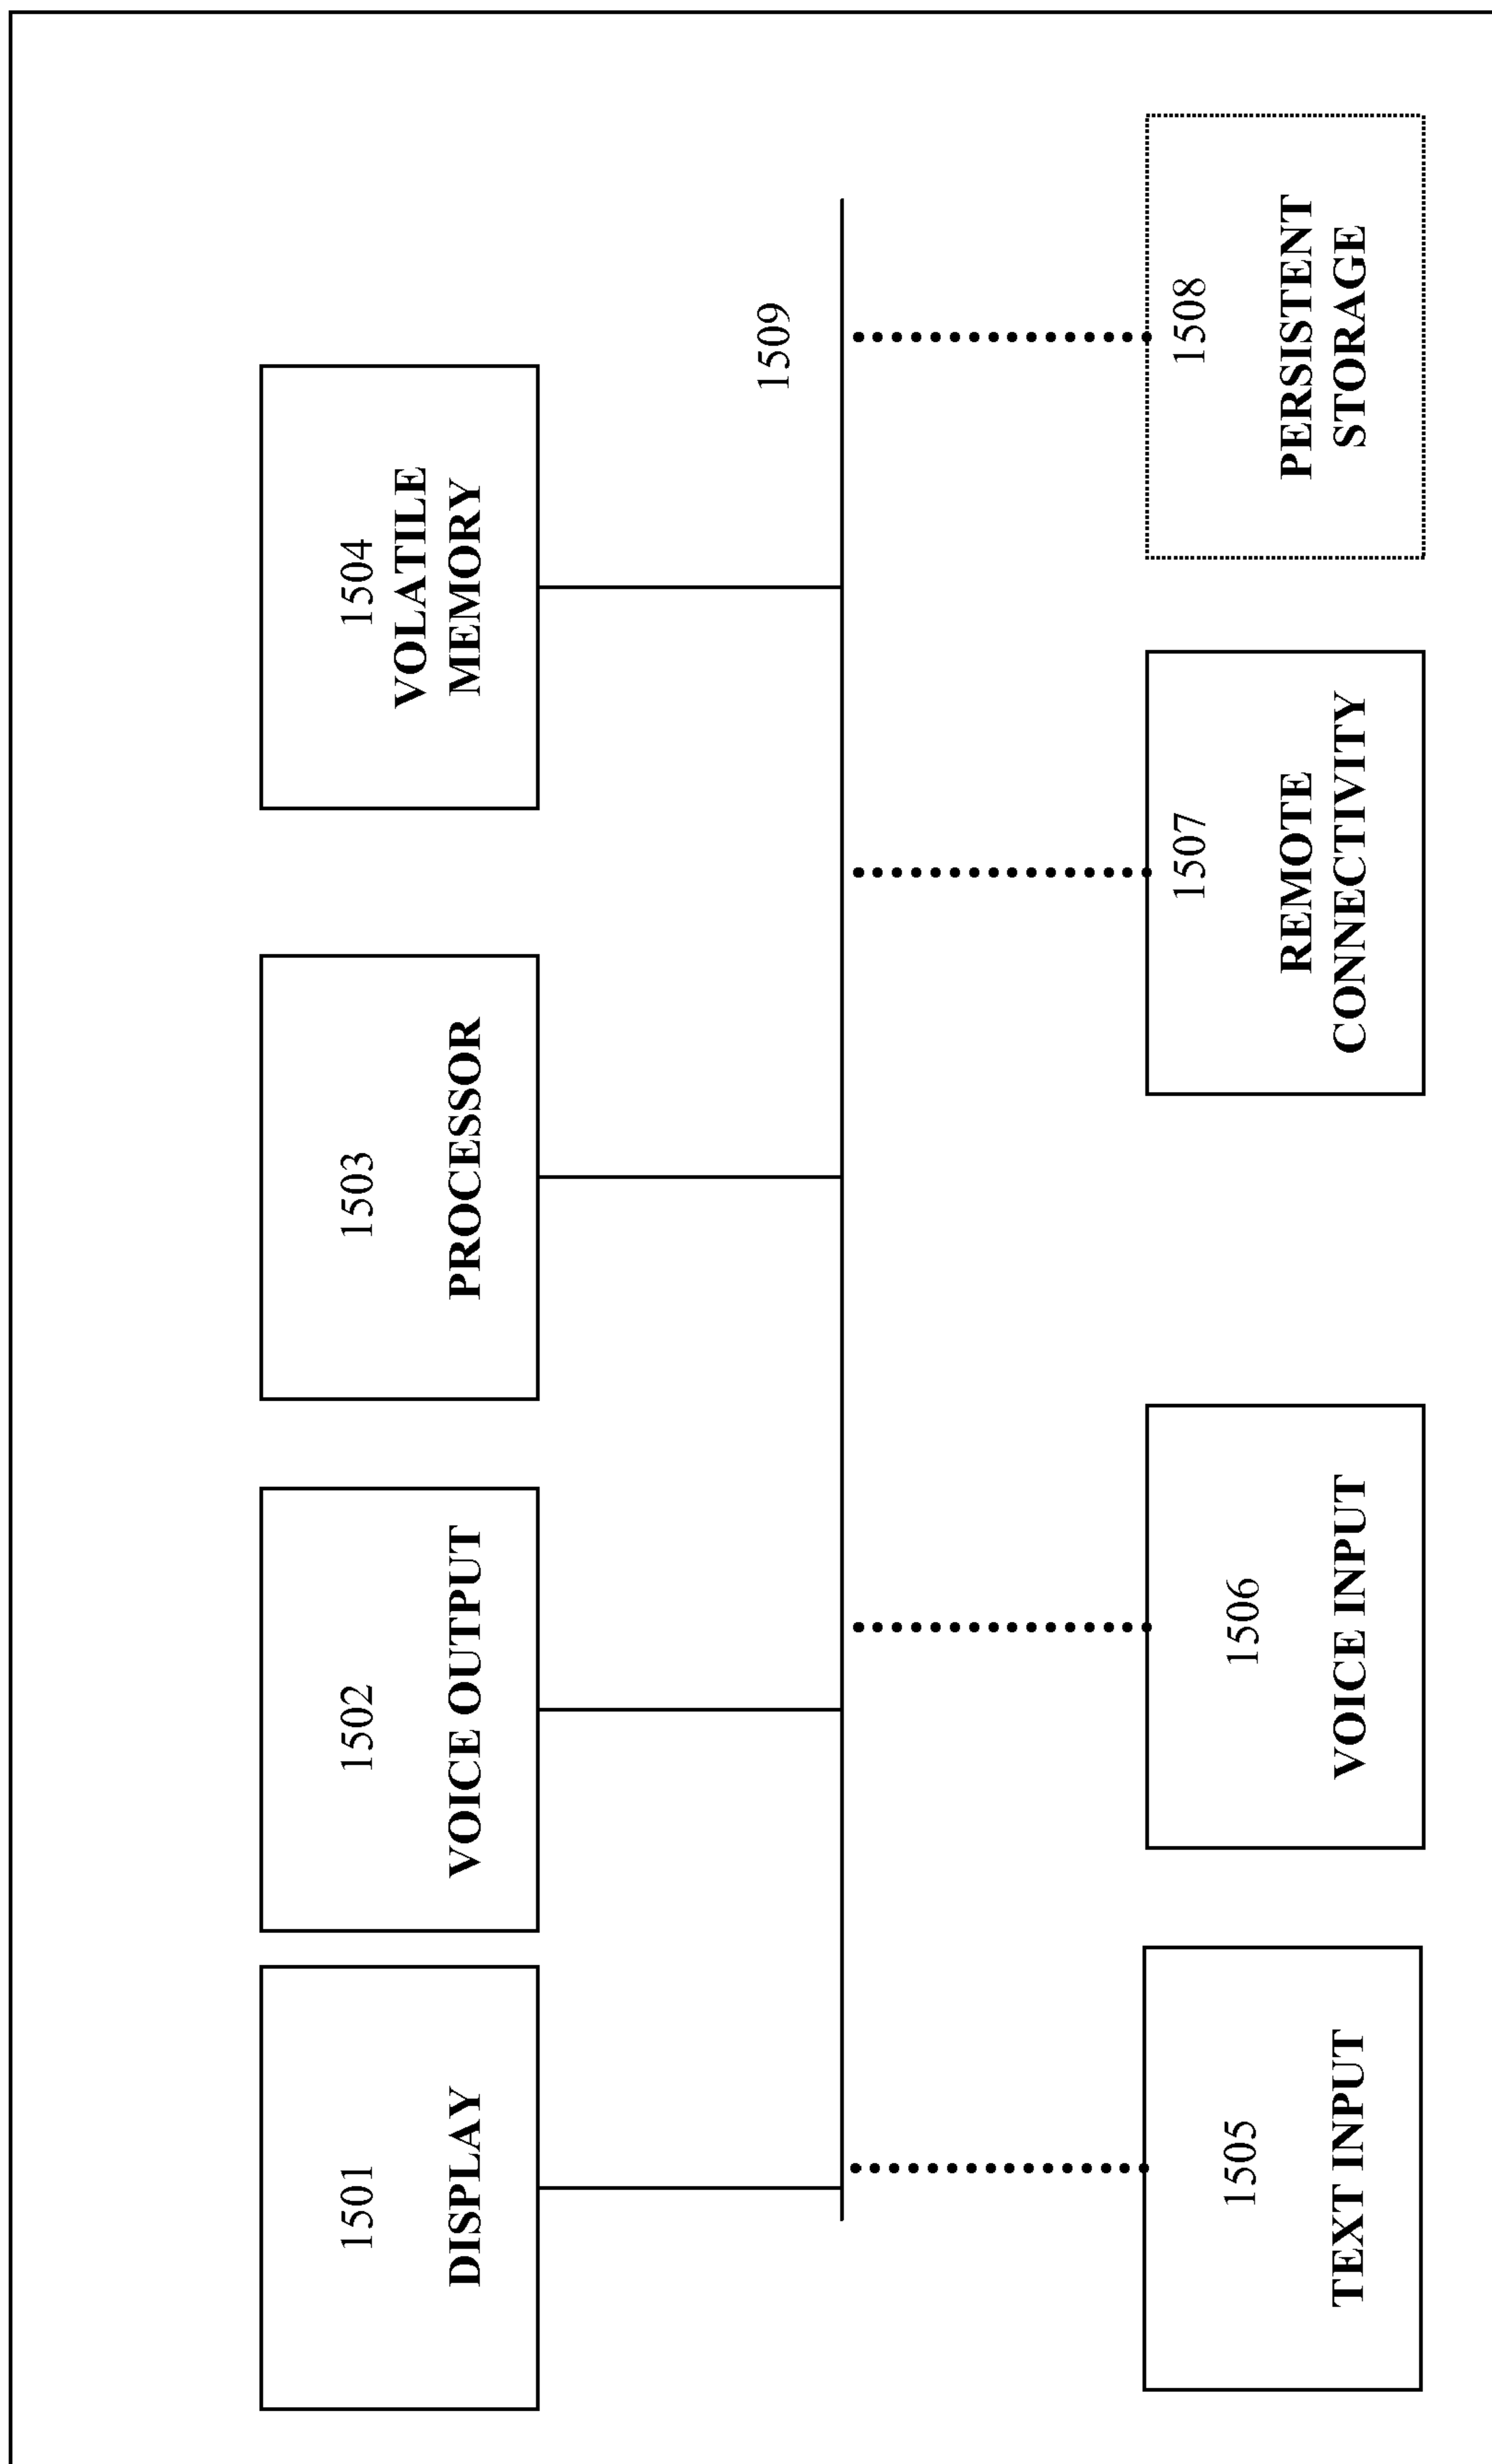 1501
DISPLAY
1502
VOICE OUTPUT
1503
PROCESSOR
1504
VOLATILE
MEMORY
1509
1505
TEXT INPUT
1506
VOICE INPUT
1507
REMOTE
CONNECTIVITY
1508
PERSISTENT
STORAGE